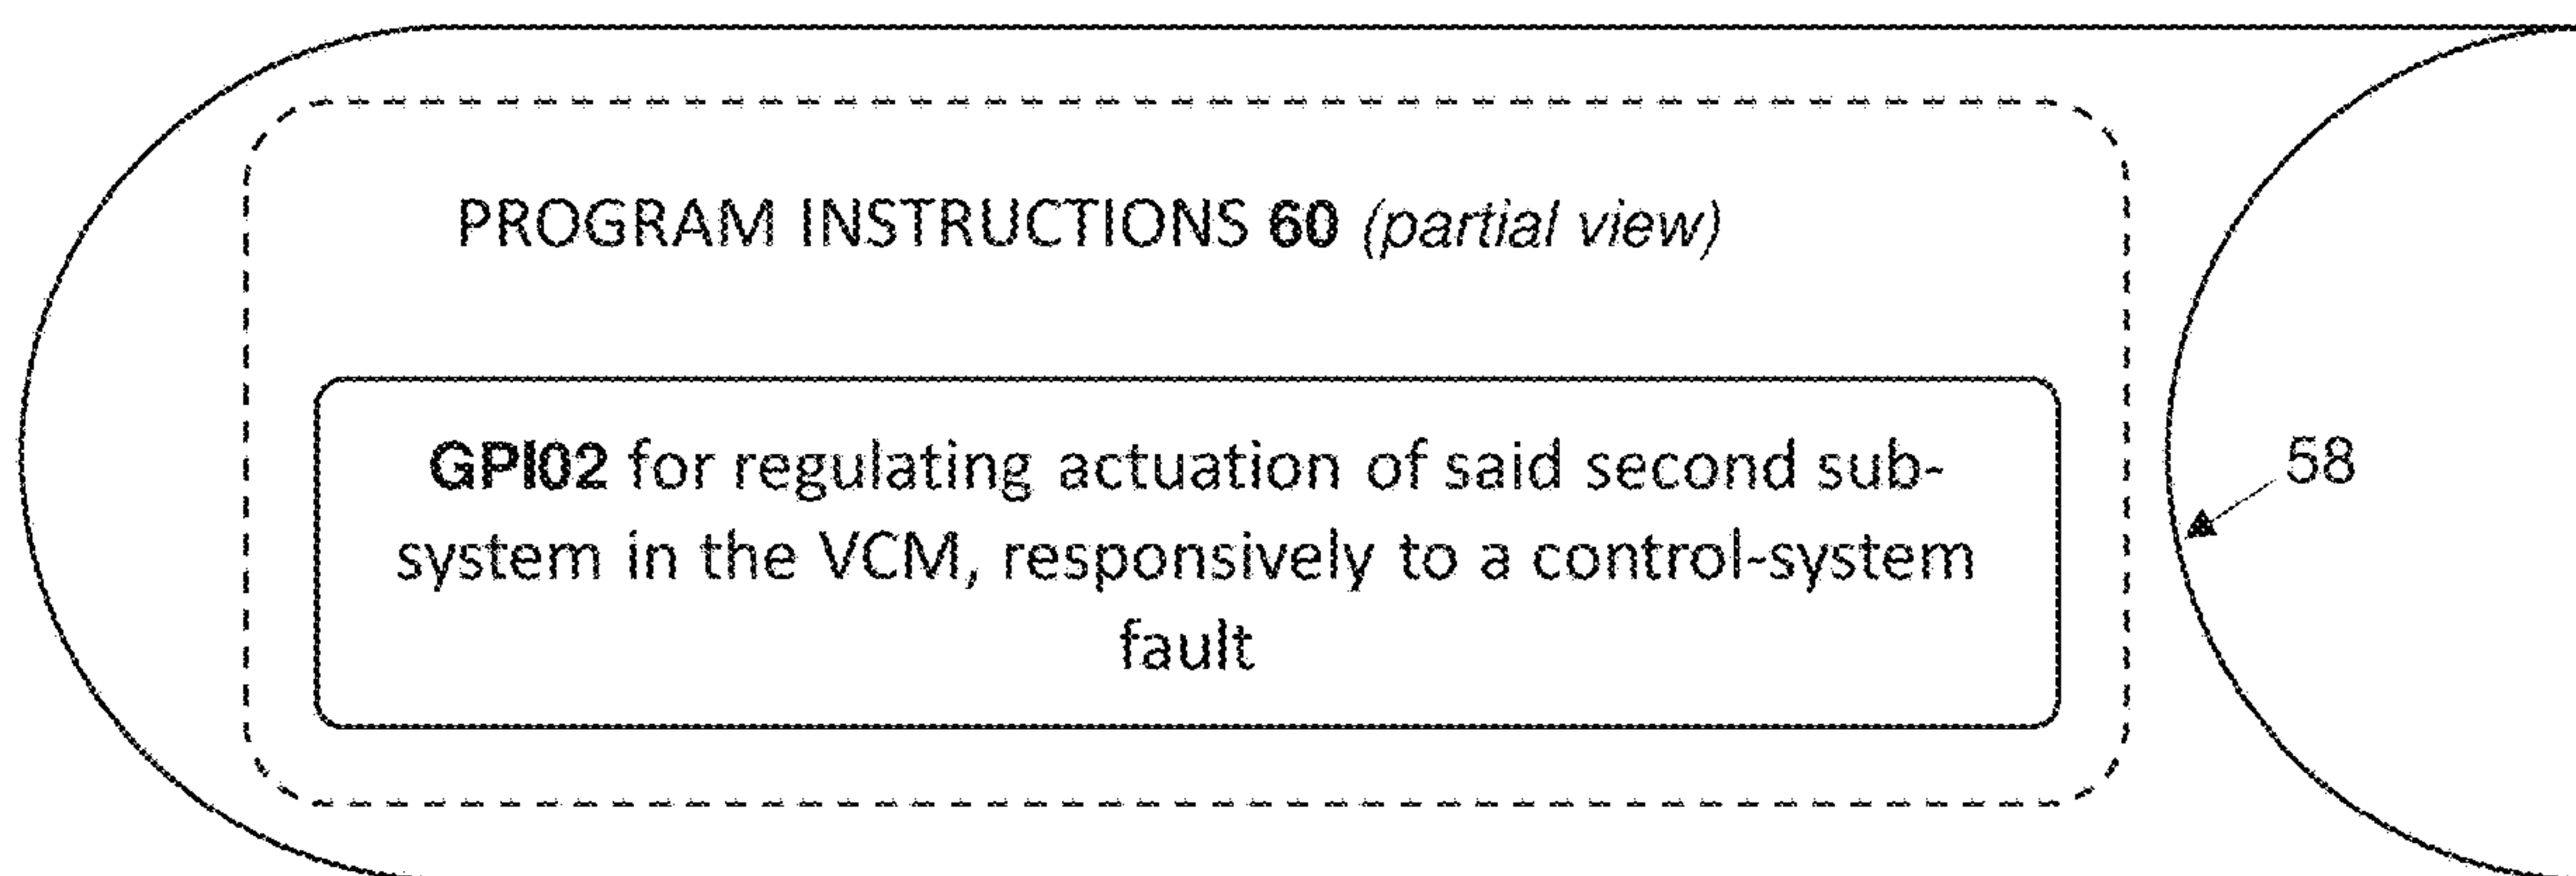 PROGRAM INSTRUCTIONS 60 (partial view)
GPI02 for regulating actuation of said second sub-
system in the VCM, responsively to a control-system
fault
58